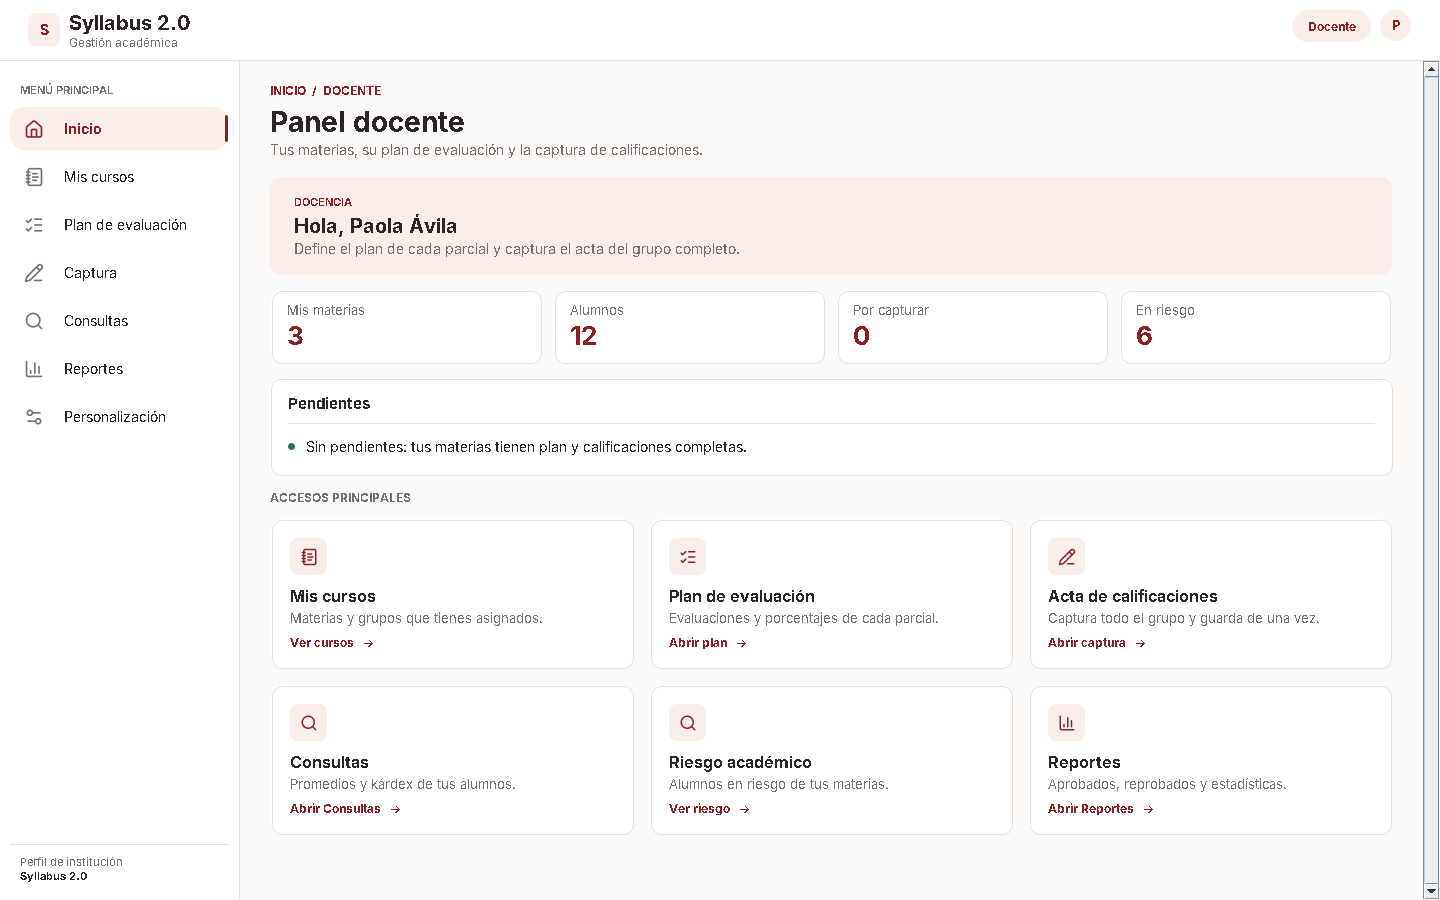 S
Syllabus 2.0
Gestión académica
Docente
P
MENÚ PRINCIPAL
Inicio
Mis cursos
Plan de evaluación
Captura
Consultas
Reportes
Personalización
Perfil de institución
Syllabus 2.0
INICIO / DOCENTE
Panel docente
Tus materias, su plan de evaluación y la captura de calificaciones.
DOCENCIA
Hola, Paola Ávila
Define el plan de cada parcial y captura el acta del grupo completo.
Mis materias
3
Alumnos
12
Por capturar
0
En riesgo
6
Pendientes
Sin pendientes: tus materias tienen plan y calificaciones completas.
ACCESOS PRINCIPALES
Mis cursos
Materias y grupos que tienes asignados.
Ver cursos →
Plan de evaluación
Evaluaciones y porcentajes de cada parcial.
Abrir plan →
Acta de calificaciones
Captura todo el grupo y guarda de una vez.
Abrir captura →
Consultas
Promedios y kárdex de tus alumnos.
Abrir Consultas →
Riesgo académico
Alumnos en riesgo de tus materias.
Ver riesgo →
Reportes
Aprobados, reprobados y estadísticas.
Abrir Reportes →